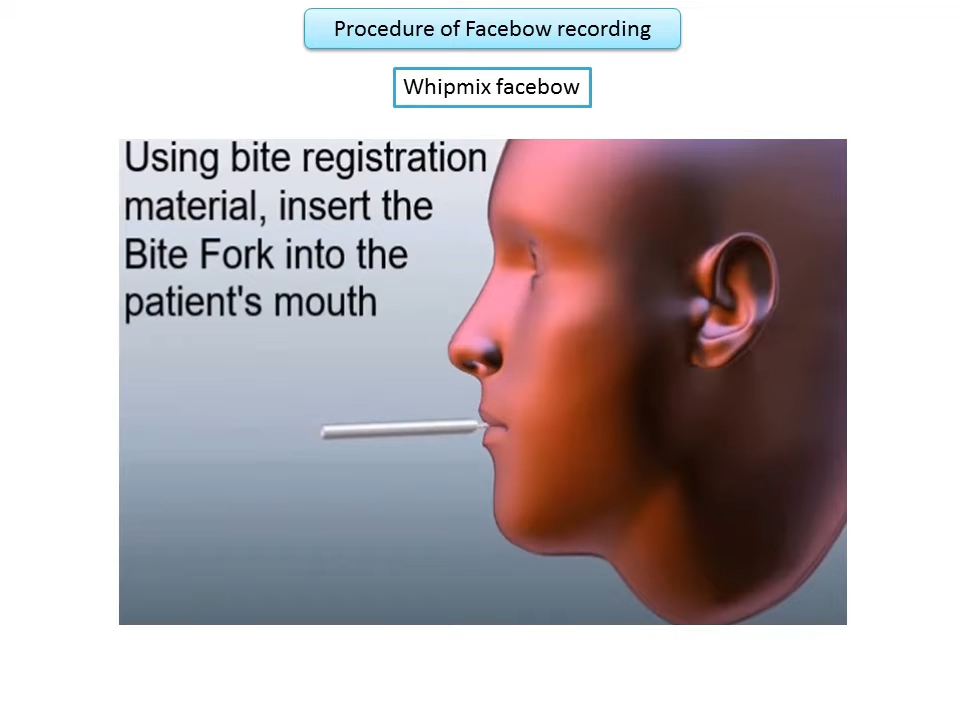 Procedure of Facebow recording
Whipmix facebow
Using bite registration
material, insert the
Bite Fork into the
patient's mouth